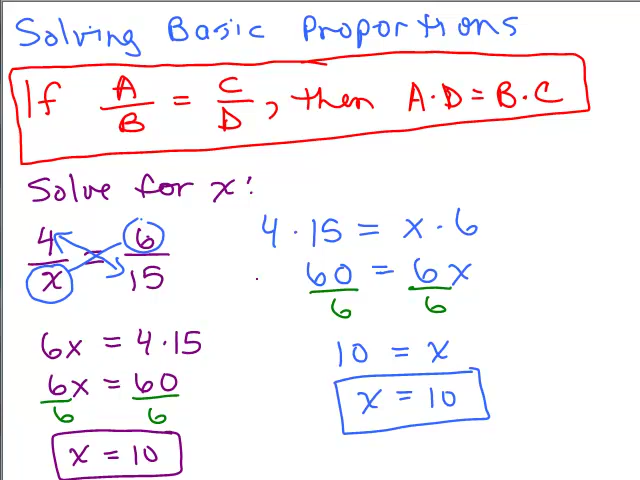 Solving Basic Proportions
If A/B = C/D, then A·D = B·C
Solve for x:
4/x = 6/15
6x = 4·15
6x/6 = 60/6
x = 10
4·15 = x·6
60/6 = 6x/6
10 = x
x = 10